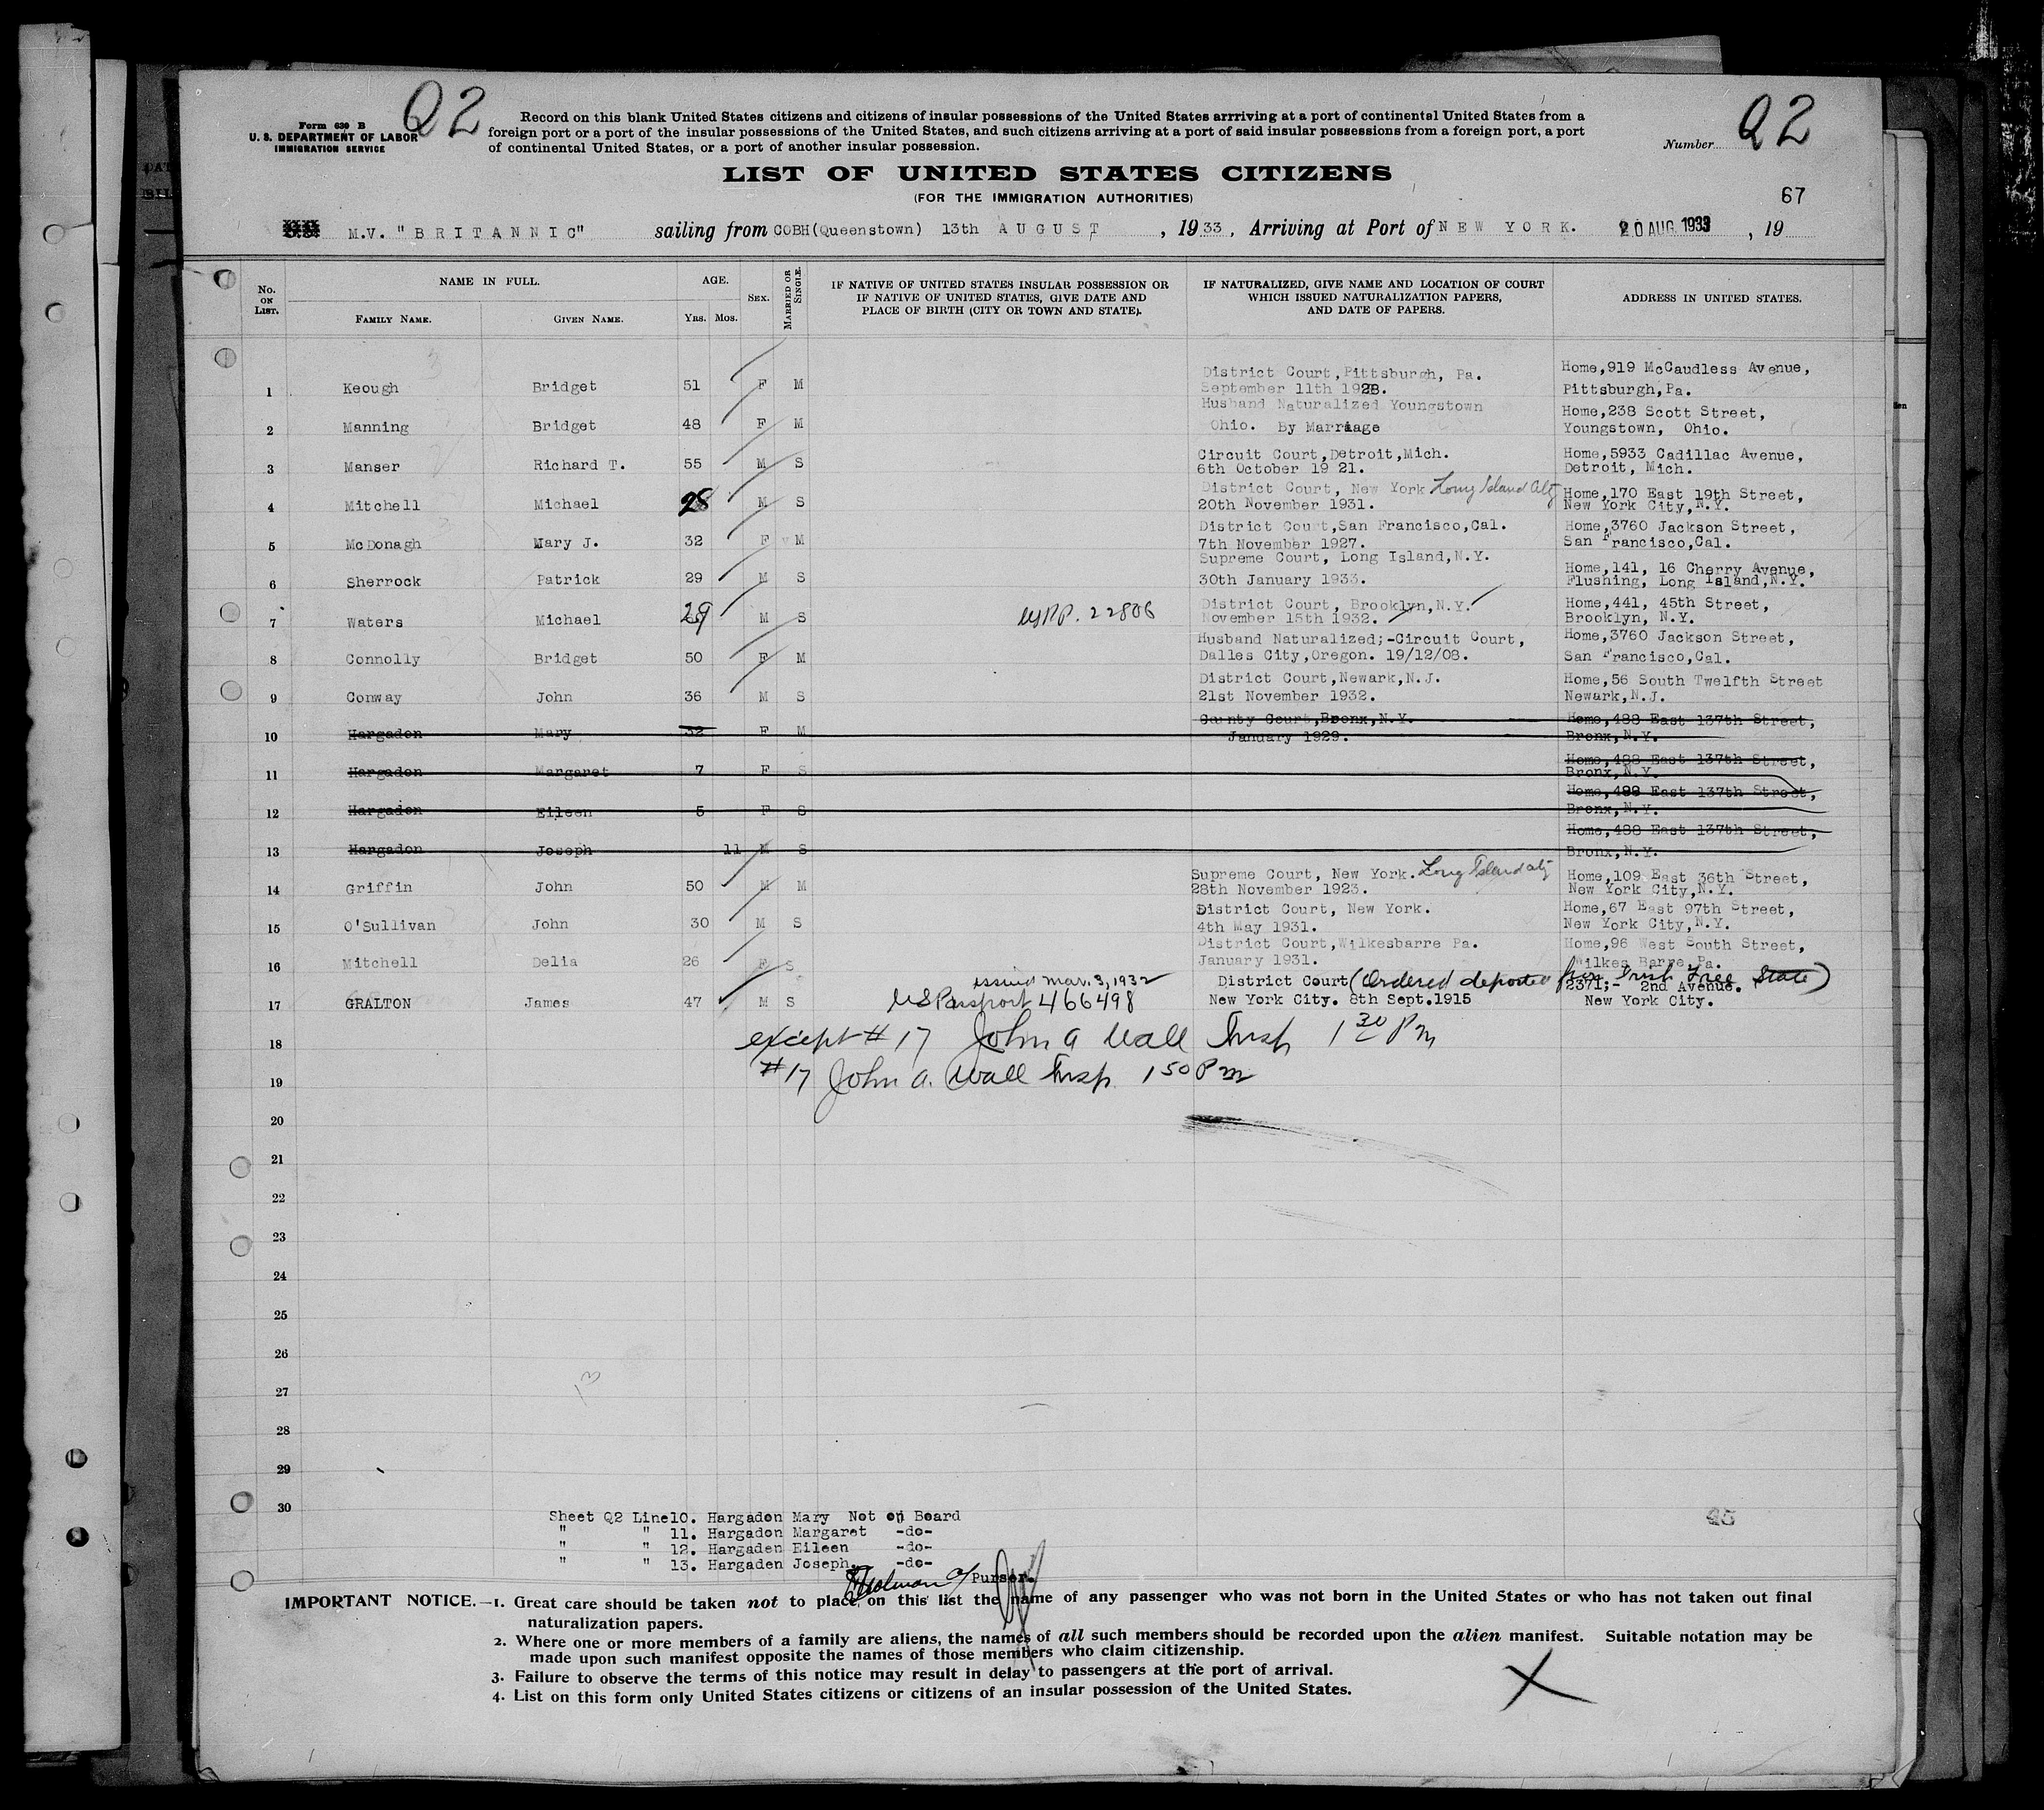 Q2
Form 630 B
U. S. DEPARTMENT OF LABOR
IMMIGRATION SERVICE
Record on this blank United States citizens and citizens of insular possessions of the United States arrriving at a port of continental United States from a
foreign port or a port of the insular possessions of the United States, and such citizens arriving at a port of said insular possessions from a foreign port, a port
of continental United States, or a port of another insular possession.
Number Q2
LIST OF UNITED STATES CITIZENS
(FOR THE IMMIGRATION AUTHORITIES)
67
M.V. "BRITANNIC" sailing from COBH(Queenstown) 13th AUGUST, 1933, Arriving at Port of NEW YORK. 20 AUG 1933, 19
No. ON LIST. NAME IN FULL. FAMILY NAME. GIVEN NAME. AGE. YRS. MOS. SEX. MARRIED OR SINGLE.
IF NATIVE OF UNITED STATES INSULAR POSSESSION OR
IF NATIVE OF UNITED STATES, GIVE DATE AND
PLACE OF BIRTH (CITY OR TOWN AND STATE).
IF NATURALIZED, GIVE NAME AND LOCATION OF COURT
WHICH ISSUED NATURALIZATION PAPERS,
AND DATE OF PAPERS.
ADDRESS IN UNITED STATES.
1 Keough Bridget 51 F M District Court,Pittsburgh, Pa. Home,919 McCaudless Avenue,
September 11th 1928. Pittsburgh,Pa.
2 Manning Bridget 48 F M Husband Naturalized Youngstown Home,238 Scott Street,
Ohio. By Marriage Youngstown, Ohio.
3 Manser Richard T. 55 M S Circuit Court,Detroit,Mich. Home,5933 Cadillac Avenue,
6th October 19 21. Detroit, Mich.
4 Mitchell Michael 28 M S District Court, New York Long Island City Home,170 East 19th Street,
20th November 1931. New York City,N.Y.
5 McDonagh Mary J. 32 F M District Court,San Francisco,Cal. Home,3760 Jackson Street,
7th November 1927. San Francisco,Cal.
6 Sherrock Patrick 29 M S Supreme Court, Long Island,N.Y. Home,141, 16 Cherry Avenue,
30th January 1933. Flushing, Long Island,N.Y.
7 Waters Michael 29 M S USPP. 22806 District Court, Brooklyn,N.Y. Home,441, 45th Street,
November 15th 1932. Brooklyn, N.Y.
8 Connolly Bridget 50 F M Husband Naturalized;-Circuit Court, Home,3760 Jackson Street,
Dalles City,Oregon. 19/12/08. San Francisco,Cal.
9 Conway John 36 M S District Court,Newark,N.J. Home,56 South Twelfth Street
21st November 1932. Newark,N.J.
10 Hargadon Mary 32 F M County Court,Bronx,N.Y. Home,488 East 137th Street,
January 1929. Bronx,N.Y.
11 Hargadon Margaret 7 F S Home,488 East 137th Street,
Bronx,N.Y.
12 Hargadon Eileen 5 F S Home,488 East 137th Street,
Bronx,N.Y.
13 Hargadon Joseph 11 M S Home,488 East 137th Street,
Bronx,N.Y.
14 Griffin John 50 M M Supreme Court, New York. Long Island City Home,109 East 36th Street,
28th November 1923. New York City,N.Y.
15 O'Sullivan John 30 M S District Court, New York. Home,67 East 97th Street,
4th May 1931. New York City,N.Y.
16 Mitchell Delia 26 F S District Court,Wilkesbarre Pa. Home,96 West South Street,
January 1931. Wilkes Barre,Pa.
issued Mar. 3, 1932
17 GRALTON James 47 M S US Passport 466498 District Court (Ordered deported from Irish Free State) 2371;- 2nd Avenue.
New York City. 8th Sept.1915 New York City.
18 except #17 John A Wall Insp 1 30 PM
19 #17 John A. Wall Insp. 1 50 PM
20
21
22
23
24
25
26
27
28
29
30
Sheet Q2 Line10. Hargadon Mary Not on Board
" " 11. Hargadon Margaret -do-
" " 12. Hargaden Eileen -do-
" " 13. Hargaden Joseph. -do-
Purser.
IMPORTANT NOTICE.—1. Great care should be taken not to place on this list the name of any passenger who was not born in the United States or who has not taken out final
naturalization papers.
2. Where one or more members of a family are aliens, the names of all such members should be recorded upon the alien manifest. Suitable notation may be
made upon such manifest opposite the names of those members who claim citizenship.
3. Failure to observe the terms of this notice may result in delay to passengers at the port of arrival.
4. List on this form only United States citizens or citizens of an insular possession of the United States.